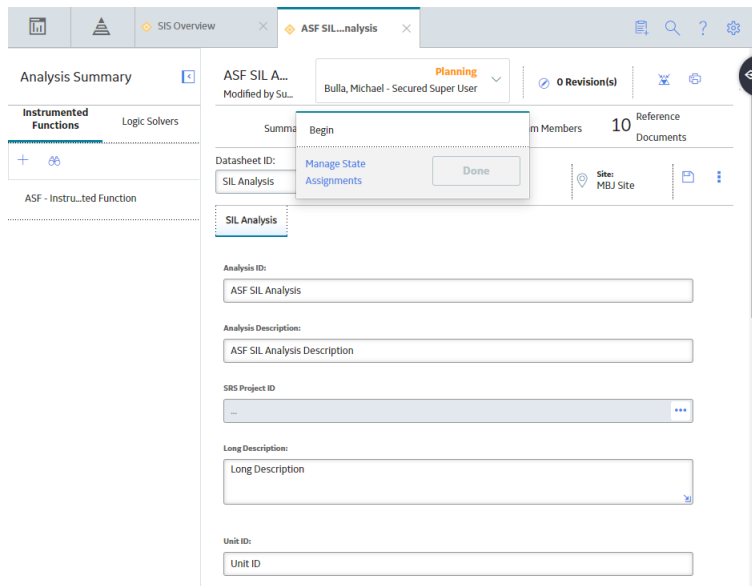 SIS Overview
ASF SIL...nalysis
Analysis Summary
Instrumented
Functions
Logic Solvers
ASF - Instru...ted Function
ASF SIL A...
Modified by Su...
Planning
Bulla, Michael - Secured Super User
0 Revision(s)
Summa
Begin
m Members
10 Reference
Documents
Manage State
Assignments
Done
Datasheet ID:
SIL Analysis
Site:
MBJ Site
SIL Analysis
Analysis ID:
ASF SIL Analysis
Analysis Description:
ASF SIL Analysis Description
SRS Project ID
...
Long Description:
Long Description
Unit ID:
Unit ID